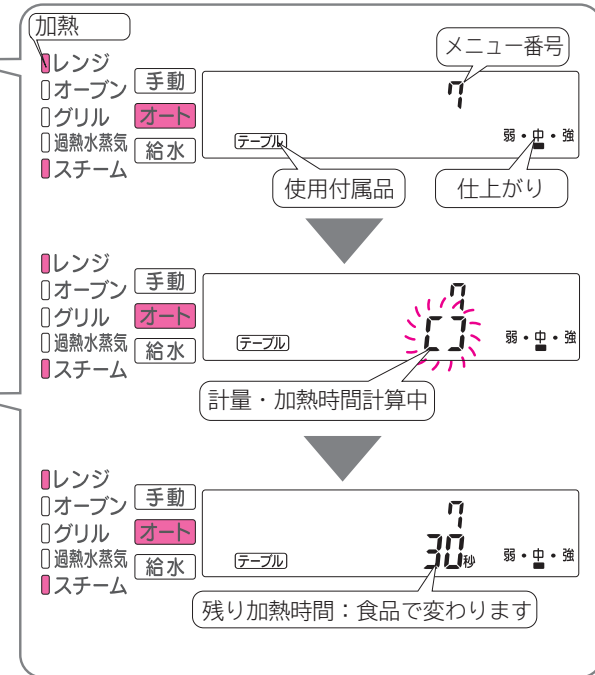 加熱
メニュー番号
レンジ
オーブン
グリル
過熱水蒸気
スチーム
手動
オート
給水
7
テーブル
弱・中・強
使用付属品
仕上がり
レンジ
オーブン
グリル
過熱水蒸気
スチーム
手動
オート
給水
7
テーブル
弱・中・強
計量・加熱時間計算中
レンジ
オーブン
グリル
過熱水蒸気
スチーム
手動
オート
給水
7
30秒
テーブル
弱・中・強
残り加熱時間：食品で変わります